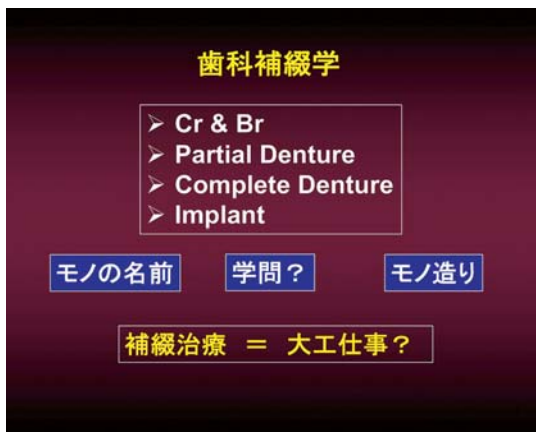 歯科補綴学
➢ Cr & Br
➢ Partial Denture
➢ Complete Denture
➢ Implant
モノの名前 学問？ モノ造り
補綴治療 ＝ 大工仕事？